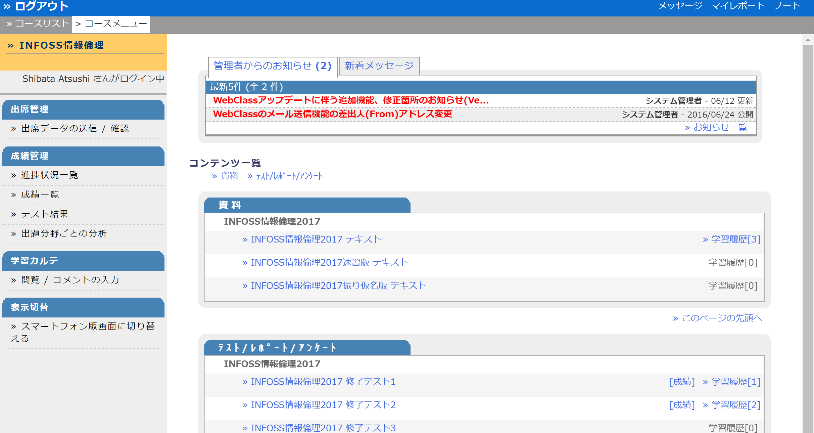 » ログアウト
メッセージ マイレポート ノート
» コースリスト > コースメニュー
» INFOSS情報倫理
Shibata Atsushi さんがログイン中
出席管理
» 出席データの送信 / 確認
成績管理
» 進捗状況一覧
» 成績一覧
» テスト結果
» 出題分野ごとの分析
学習カルテ
» 閲覧 / コメントの入力
表示切替
» スマートフォン版画面に切り替
える
管理者からのお知らせ (2) 新着メッセージ
最新5件 (全 2 件)
WebClassアップデートに伴う追加機能、修正箇所のお知らせ(Ve... システム管理者 - 06/12 更新
WebClassのメール送信機能の差出人(From)アドレス変更 システム管理者 - 2016/06/24 公開
» お知らせ一覧
コンテンツ一覧
» 資料 » ﾃｽﾄ/ﾚﾎﾟｰﾄ/ｱﾝｹｰﾄ
資料
INFOSS情報倫理2017
» INFOSS情報倫理2017 テキスト » 学習履歴[3]
» INFOSS情報倫理2017速習版 テキスト 学習履歴[0]
» INFOSS情報倫理2017振り仮名版 テキスト 学習履歴[0]
» このページの先頭へ
ﾃｽﾄ/ﾚﾎﾟｰﾄ/ｱﾝｹｰﾄ
INFOSS情報倫理2017
» INFOSS情報倫理2017 修了テスト1 [成績] » 学習履歴[1]
» INFOSS情報倫理2017 修了テスト2 [成績] » 学習履歴[2]
» INFOSS情報倫理2017 修了テスト3 学習履歴[0]